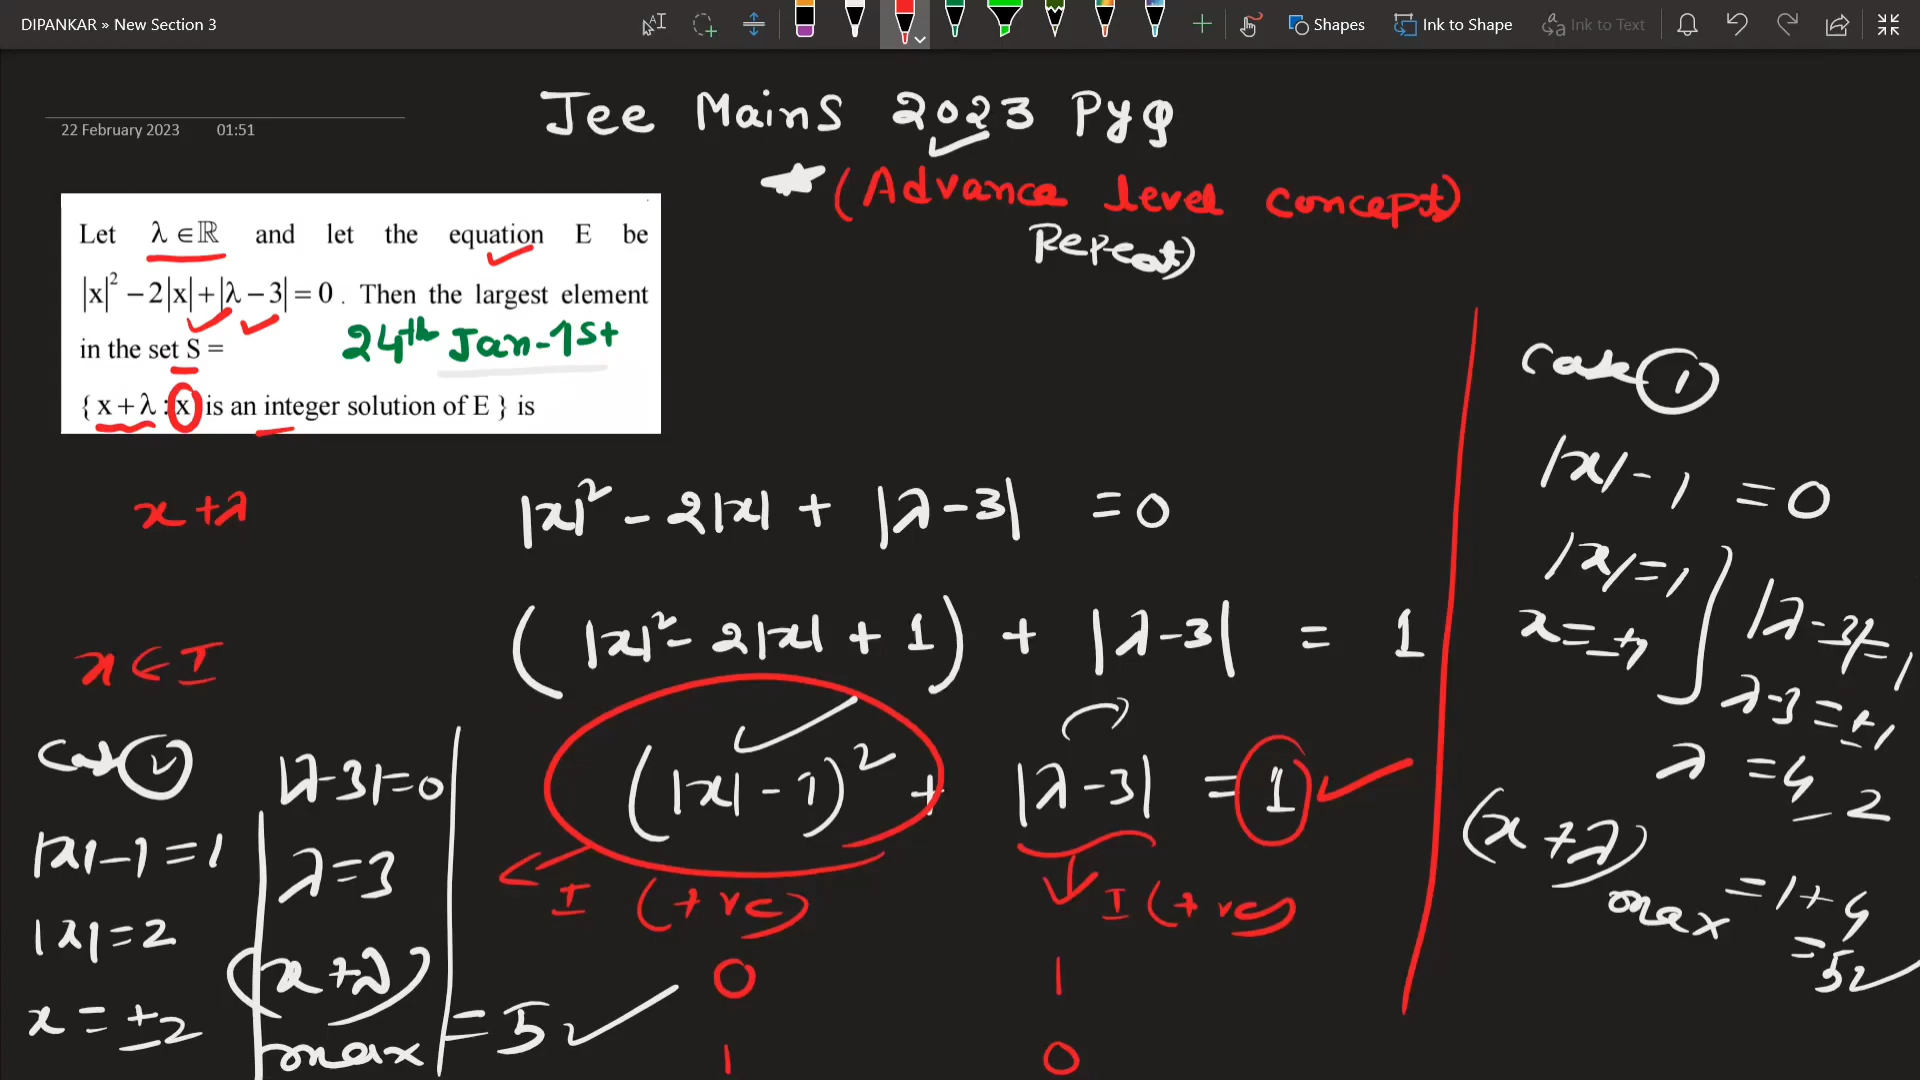 DIPANKAR » New Section 3
Shapes
Ink to Shape
Ink to Text
22 February 2023 01:51
Jee Mains 2023 PYQ
(Advance level concept)
Repeat)
Let λ ∈ ℝ and let the equation E be
|x|² − 2|x| + |λ − 3| = 0 . Then the largest element
in the set S =
24th Jan-1st
{ x + λ : x is an integer solution of E } is
x + λ
|x|² - 2|x| + |λ-3| = 0
(|x|² - 2|x| + 1) + |λ-3| = 1
x ∈ I
(|x| - 1)² + |λ-3| = 1
I (+ve)
I (+ve)
0 1
1 0
Case
|λ-3| = 0
|x| - 1 = 1
λ = 3
|x| = 2
(x + λ)
max = 5
x = ±2
Case 1
|x| - 1 = 0
|x| = 1
x = ±1
|λ-3| = 1
λ-3 = ±1
λ = 4, 2
(x + λ)
max = 1 + 4
= 5